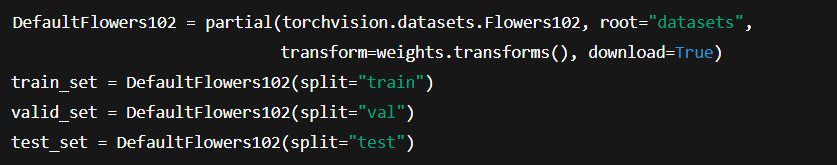 DefaultFlowers102 = partial(torchvision.datasets.Flowers102, root="datasets",
                            transform=weights.transforms(), download=True)
train_set = DefaultFlowers102(split="train")
valid_set = DefaultFlowers102(split="val")
test_set = DefaultFlowers102(split="test")